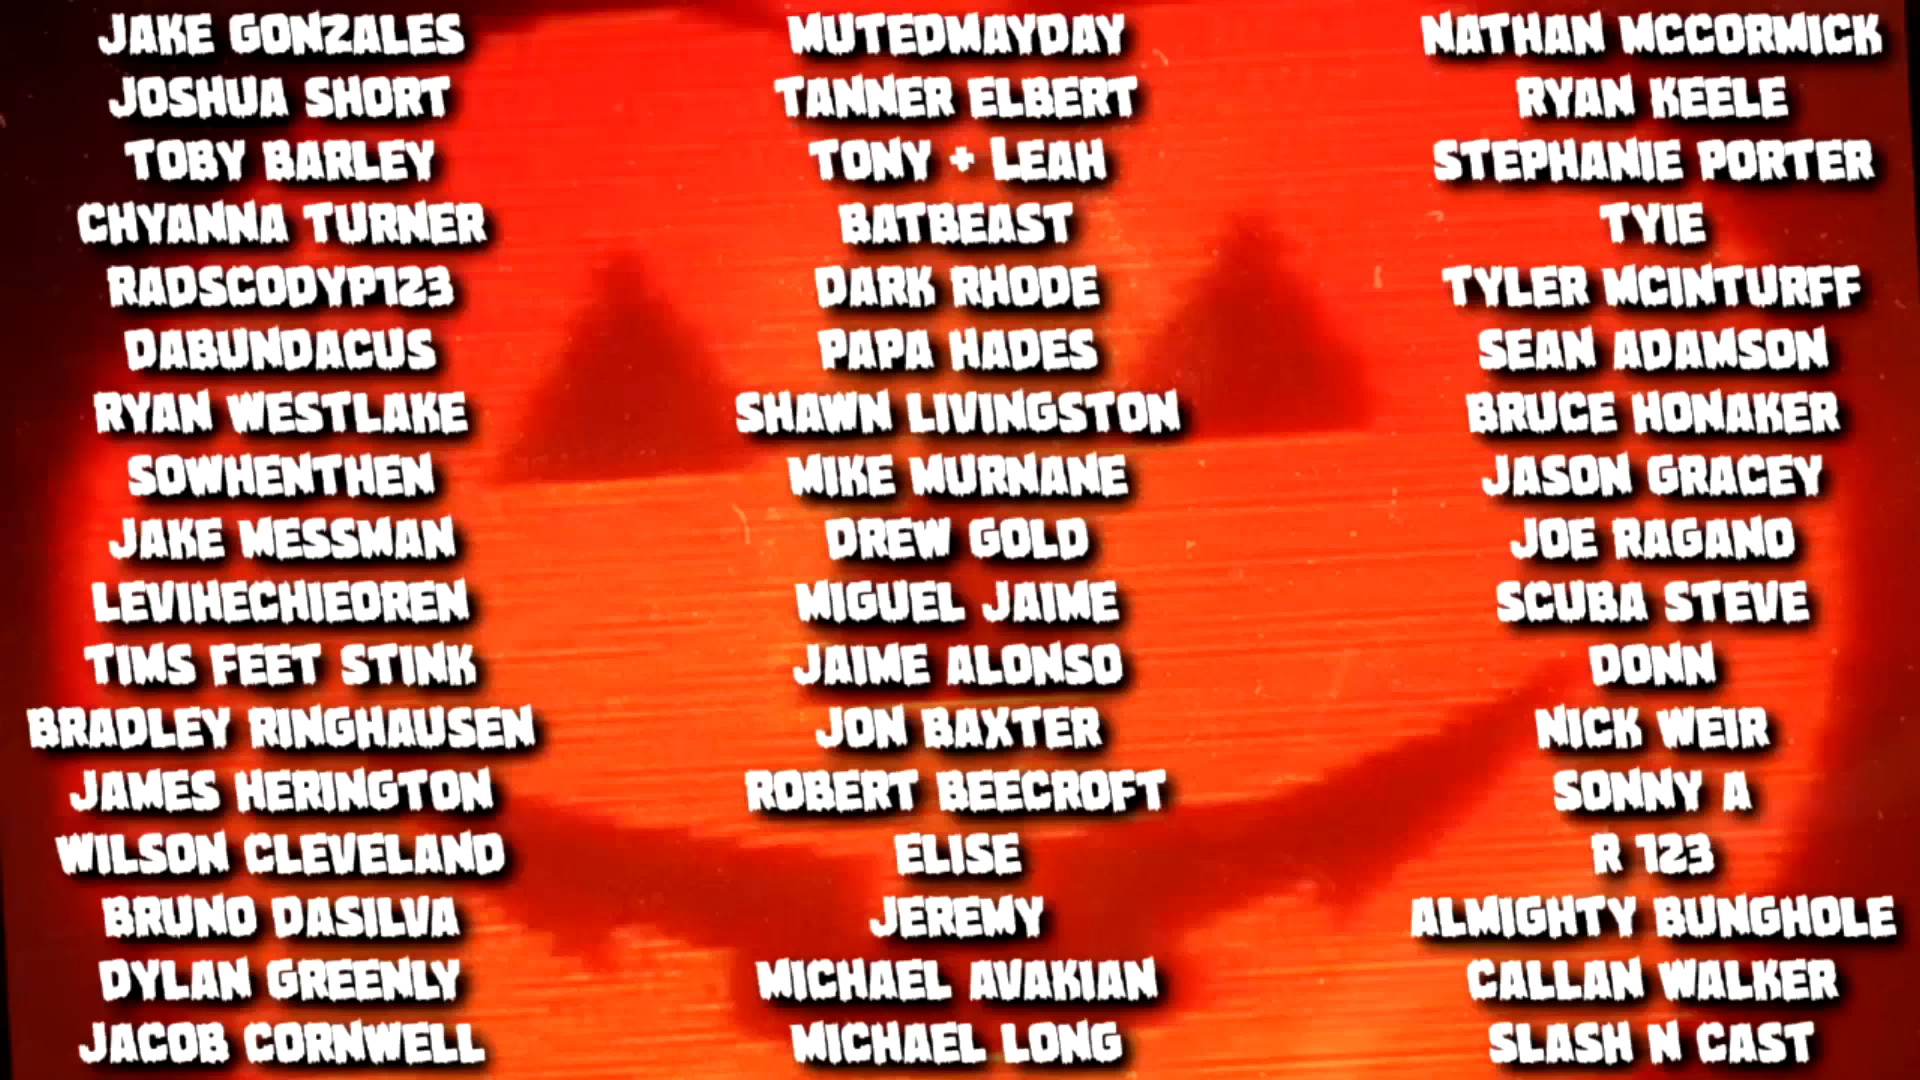 JAKE GONZALES
JOSHUA SHORT
TOBY BARLEY
CHYANNA TURNER
RADSCODYP123
DABUNDACUS
RYAN WESTLAKE
SOWHENTHEN
JAKE MESSMAN
LEVIHECHIEOREN
TIMS FEET STINK
BRADLEY RINGHAUSEN
JAMES HERINGTON
WILSON CLEVELAND
BRUNO DASILVA
DYLAN GREENLY
JACOB CORNWELL
MUTEDMAYDAY
TANNER ELBERT
TONY + LEAH
BATBEAST
DARK RHODE
PAPA HADES
SHAWN LIVINGSTON
MIKE MURNANE
DREW GOLD
MIGUEL JAIME
JAIME ALONSO
JON BAXTER
ROBERT BEECROFT
ELISE
JEREMY
MICHAEL AVAKIAN
MICHAEL LONG
NATHAN MCCORMICK
RYAN KEELE
STEPHANIE PORTER
TYIE
TYLER MCINTURFF
SEAN ADAMSON
BRUCE HONAKER
JASON GRACEY
JOE RAGANO
SCUBA STEVE
DONN
NICK WEIR
SONNY A
R 123
ALMIGHTY BUNGHOLE
CALLAN WALKER
SLASH N CAST